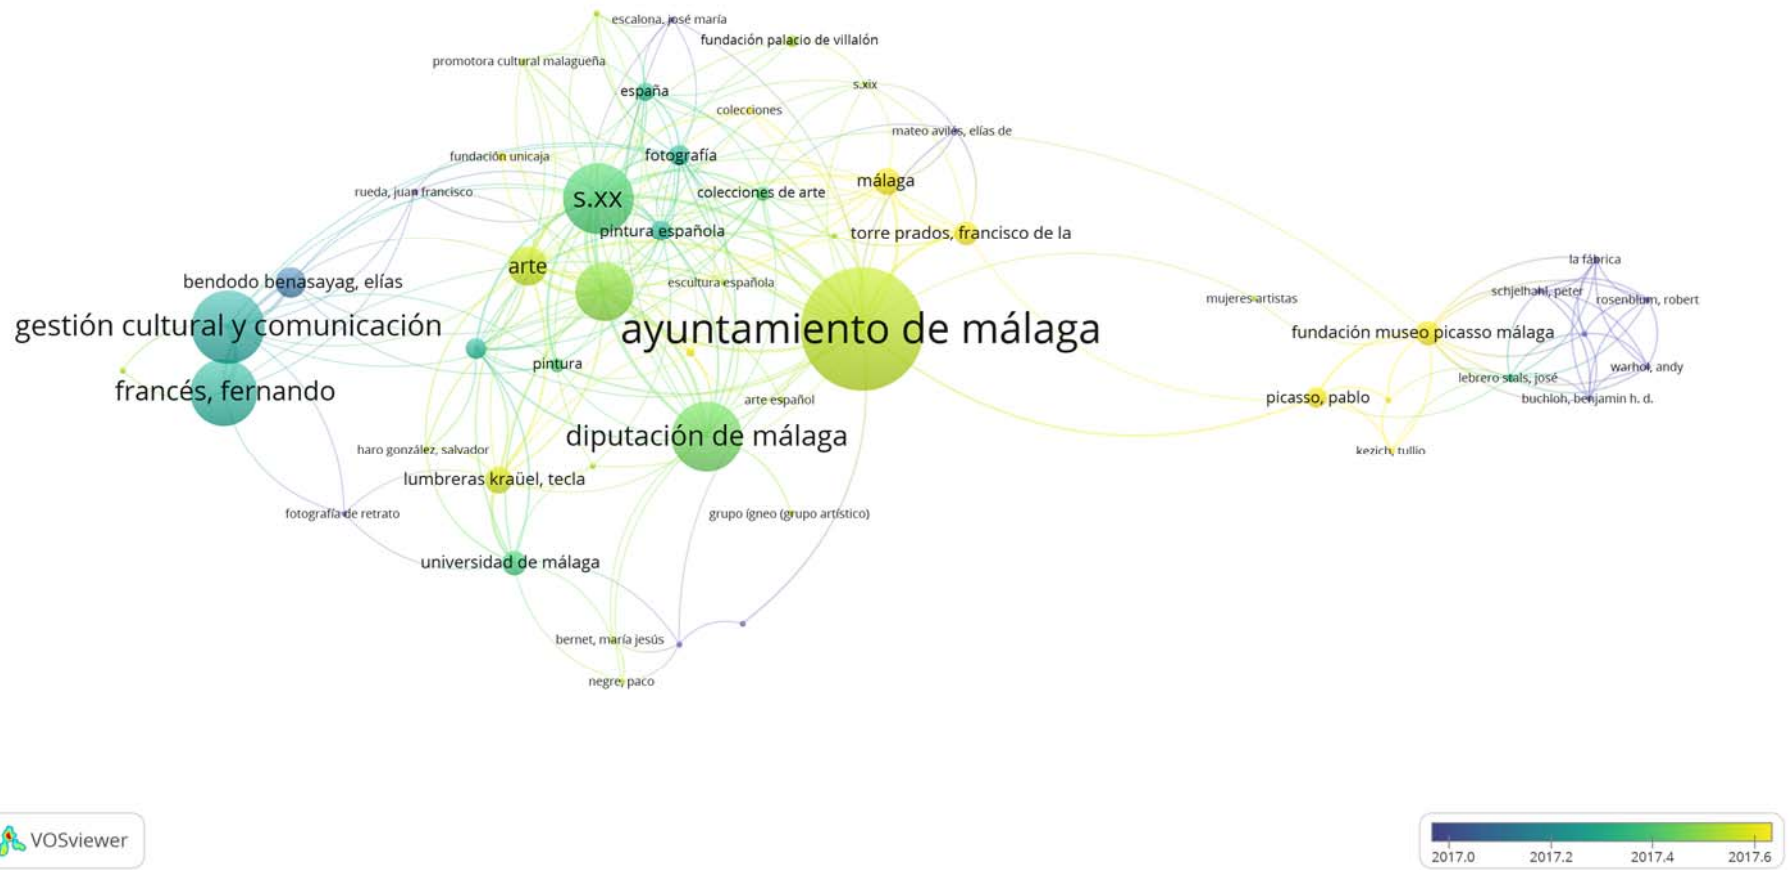 escalona, josé maría
fundación palacio de villalón
promotora cultural malagueña
españa
s.xix
colecciones
mateo avilés, elías de
fundación unicaja
fotografía
málaga
rueda, juan francisco
s.xx
colecciones de arte
pintura española
torre prados, francisco de la
arte
la fábrica
bendodo benasayag, elías
escultura española
schjelhahl, peter
rosenblum, robert
mujeres artistas
gestión cultural y comunicación
ayuntamiento de málaga
fundación museo picasso málaga
pintura
warhol, andy
lebrero stals, josé
francés, fernando
arte español
picasso, pablo
buchloh, benjamin h. d.
diputación de málaga
haro gonzález, salvador
kezich, tullio
lumbreras kraüel, tecla
fotografía de retrato
grupo ígneo (grupo artístico)
universidad de málaga
bernet, maría jesús
negre, paco
VOSviewer
2017.0 2017.2 2017.4 2017.6